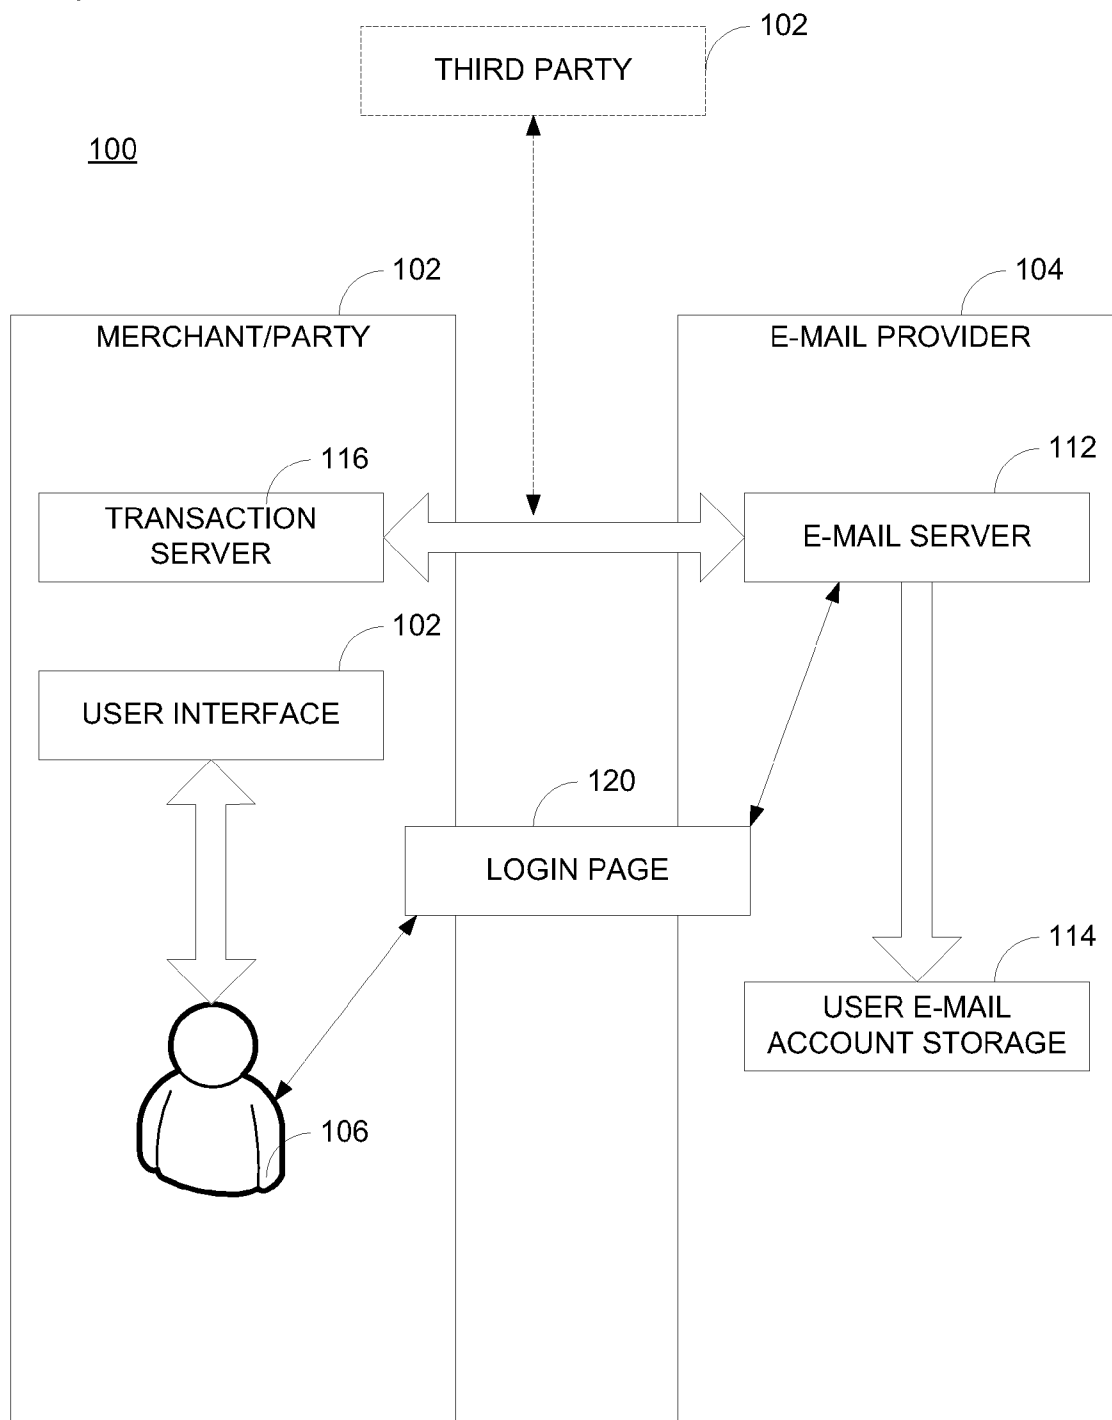 102
THIRD PARTY
100
102
104
MERCHANT/PARTY
E-MAIL PROVIDER
116
112
TRANSACTION
SERVER
E-MAIL SERVER
102
USER INTERFACE
120
LOGIN PAGE
114
USER E-MAIL
ACCOUNT STORAGE
106